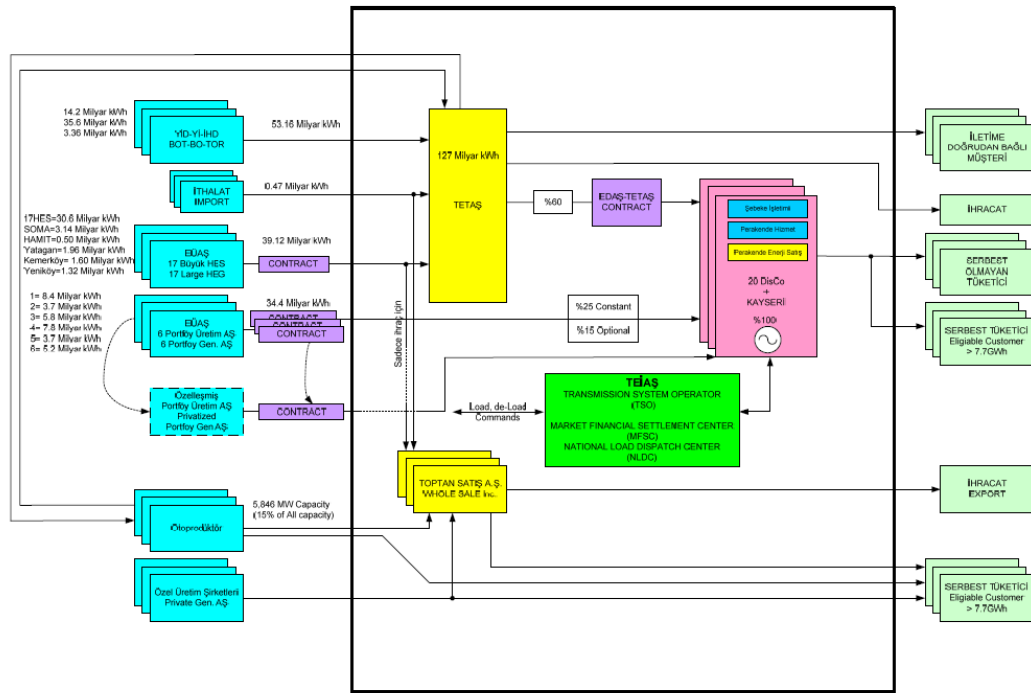 14.2 Milyar kWh
35.6 Milyar kWh
3.36 Milyar kWh
YİD-Yİ-İHD
BOT-BO-TOR
53.16 Milyar kWh
İTHALAT
IMPORT
0.47 Milyar kWh
17HES=30.6 Milyar kWh
SOMA=3.14 Milyar kWh
HAMIT=0.50 Milyar kWh
Yatagan=1.96 Milyar kWh
Kemerköy= 1.60 Milyar kWh
Yeniköy=1.32 Milyar kWh
EÜAŞ
17 Büyük HES
17 Large HEG
39.12 Milyar kWh
CONTRACT
1= 8.4 Milyar kWh
2= 3.7 Milyar kWh
3= 5.8 Milyar kWh
4= 7.8 Milyar kWh
5= 3.7 Milyar kWh
6= 5.2 Milyar kWh
EÜAŞ
6 Portföy Üretim AŞ
6 Portfoy Gen. AŞ
34.4 Milyar kWh
CONTRACT
CONTRACT
CONTRACT
Özelleşmiş
Portföy Üretim AŞ
Privatized
Portfoy Gen AŞ
CONTRACT
Otoprodüktör
5,846 MW Capacity
(15% of All capacity)
Özel Üretim Şirketleri
Private Gen. AŞ
127 Milyar kWh
TETAŞ
%60
EDAŞ-TETAŞ
CONTRACT
Şebeke İşletimi
Perakende Hizmet
Perakende Enerji Satış
20 DisCo
+
KAYSERİ
%100
%25 Constant
%15 Optional
Sadece ihraç için
Load, de-Load
Commands
TEİAŞ
TRANSMISSION SYSTEM OPERATOR
(TSO)
MARKET FINANCIAL SETTLEMENT CENTER
(MFSC)
NATIONAL LOAD DISPATCH CENTER
(NLDC)
TOPTAN SATIŞ A.Ş.
WHOLE SALE Inc.
İLETİME
DOĞRUDAN BAĞLI
MÜŞTERİ
İHRACAT
SERBEST
OLMAYAN
TÜKETİCİ
SERBEST TÜKETİCİ
Eligiable Customer
> 7.7GWh
İHRACAT
EXPORT
SERBEST TÜKETİCİ
Eligiable Customer
> 7.7GWh